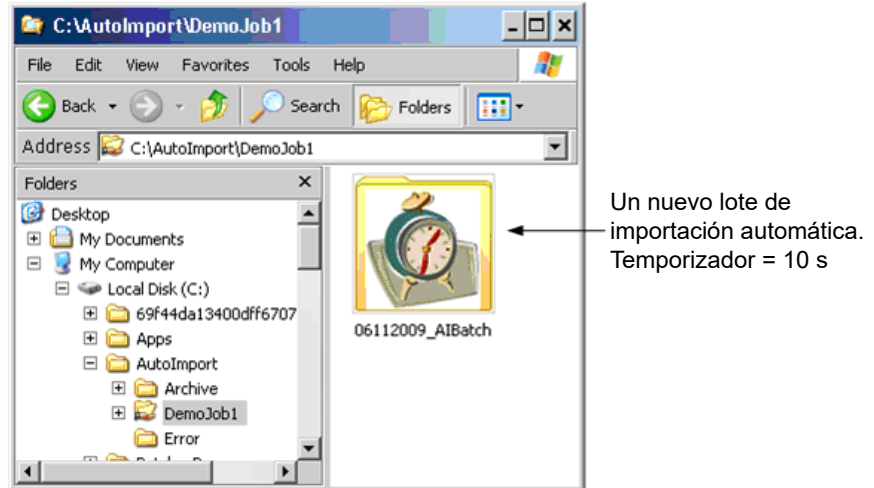 C:\AutoImport\DemoJob1
File Edit View Favorites Tools Help
Back Search Folders
Address C:\AutoImport\DemoJob1
Folders
Desktop
My Documents
My Computer
Local Disk (C:)
69f44da13400dff6707
Apps
AutoImport
Archive
DemoJob1
Error
06112009_AIBatch
Un nuevo lote de
importación automática.
Temporizador = 10 s